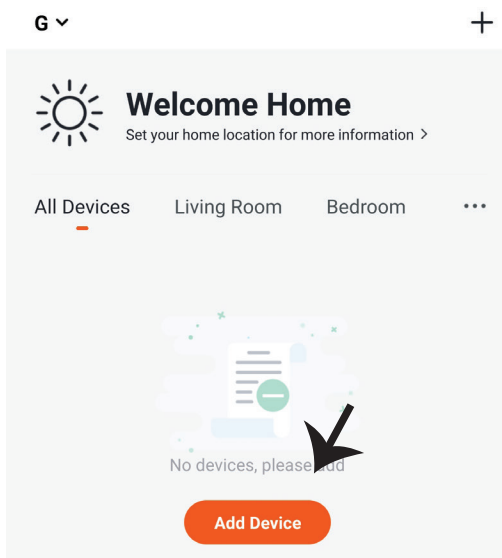 G
Welcome Home
Set your home location for more information >
All Devices Living Room Bedroom ...
No devices, please add
Add Device